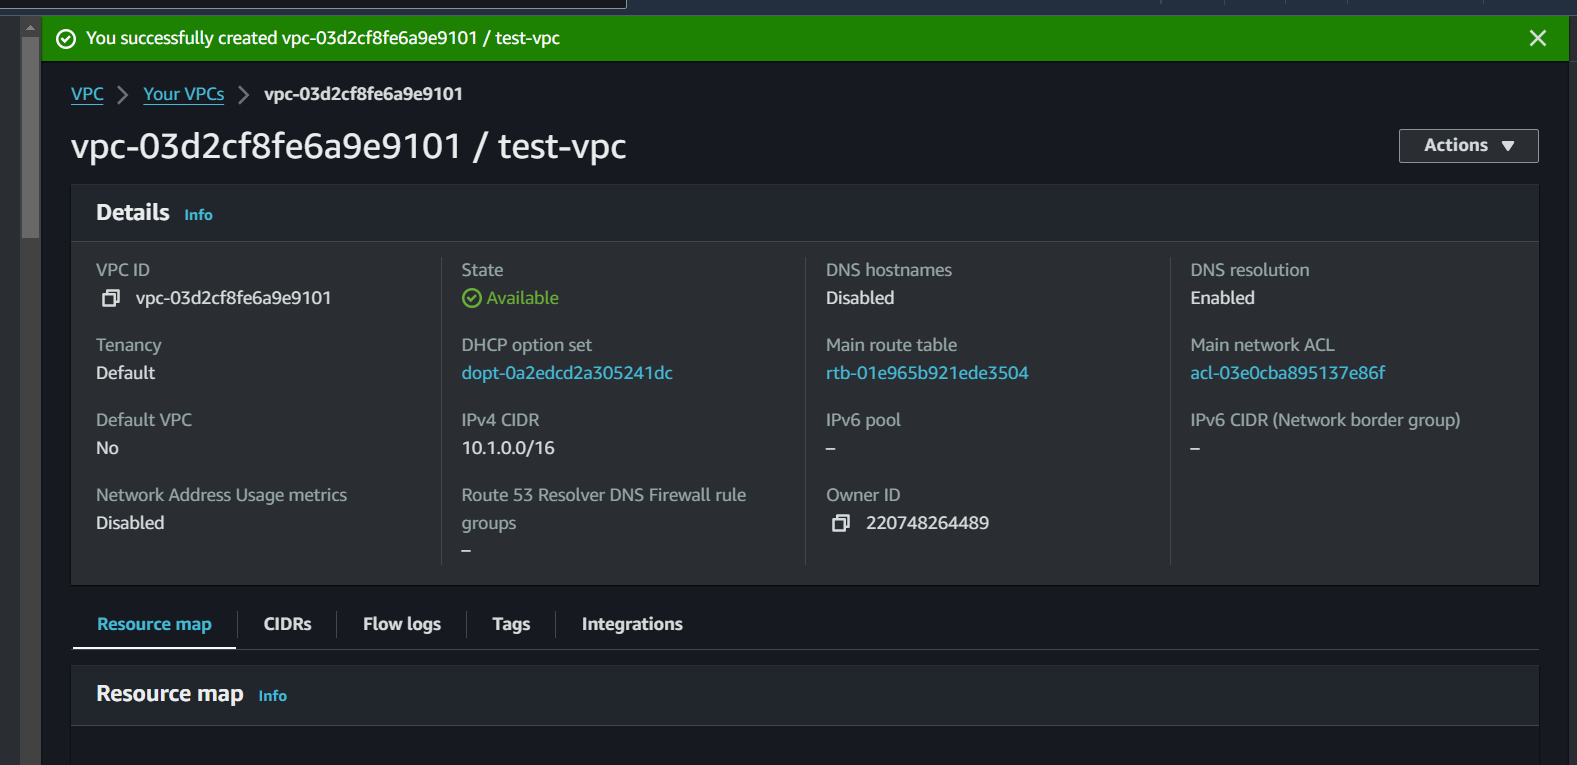 You successfully created vpc-03d2cf8fe6a9e9101 / test-vpc
VPC > Your VPCs > vpc-03d2cf8fe6a9e9101
vpc-03d2cf8fe6a9e9101 / test-vpc
Actions
Details Info
VPC ID
vpc-03d2cf8fe6a9e9101
State
Available
DNS hostnames
Disabled
DNS resolution
Enabled
Tenancy
Default
DHCP option set
dopt-0a2edcd2a305241dc
Main route table
rtb-01e965b921ede3504
Main network ACL
acl-03e0cba895137e86f
Default VPC
No
IPv4 CIDR
10.1.0.0/16
IPv6 pool
–
IPv6 CIDR (Network border group)
–
Network Address Usage metrics
Disabled
Route 53 Resolver DNS Firewall rule
groups
–
Owner ID
220748264489
Resource map CIDRs Flow logs Tags Integrations
Resource map Info